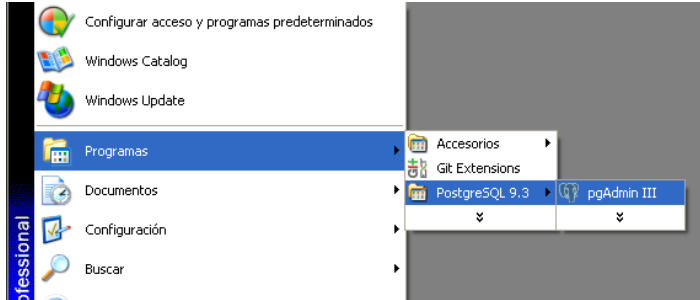 Configurar acceso y programas predeterminados
Windows Catalog
Windows Update
Programas
Documentos
Configuración
Buscar
Accesorios
Git Extensions
PostgreSQL 9.3
pgAdmin III